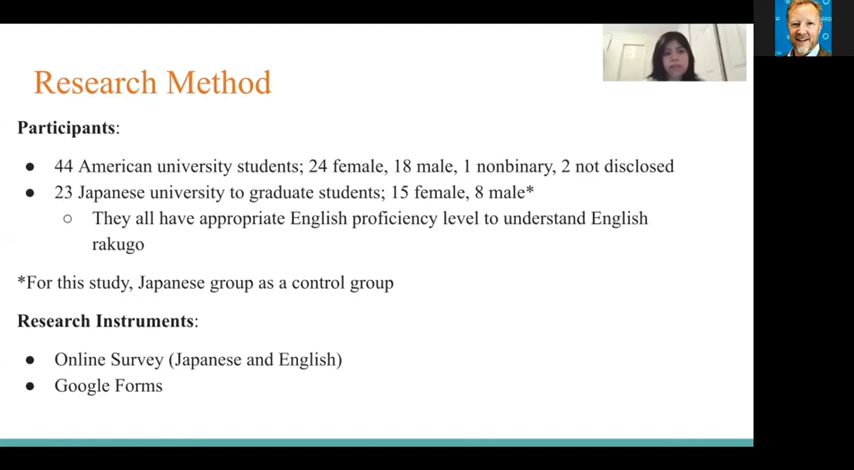 Research Method
Participants:
● 44 American university students; 24 female, 18 male, 1 nonbinary, 2 not disclosed
● 23 Japanese university to graduate students; 15 female, 8 male*
○ They all have appropriate English proficiency level to understand English
rakugo
*For this study, Japanese group as a control group
Research Instruments:
● Online Survey (Japanese and English)
● Google Forms